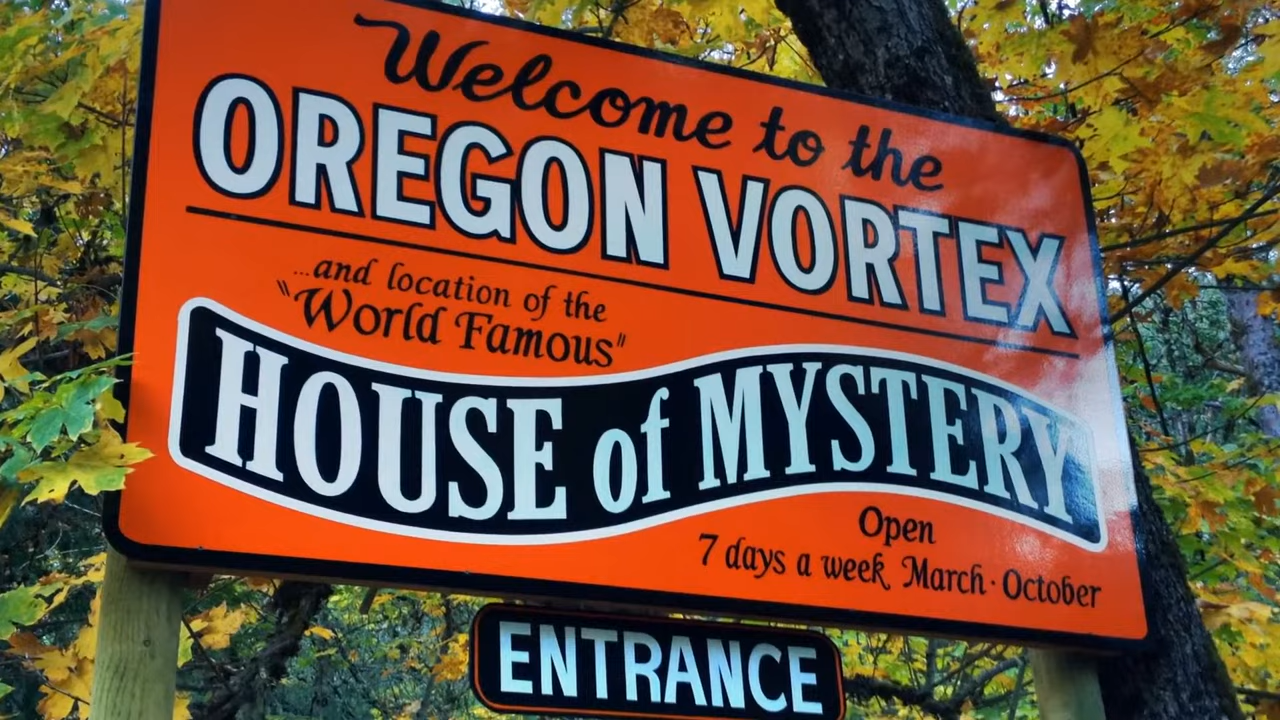 Welcome to the
OREGON VORTEX
...and location of the
"World Famous"
HOUSE of MYSTERY
Open
7 days a week March · October
ENTRANCE